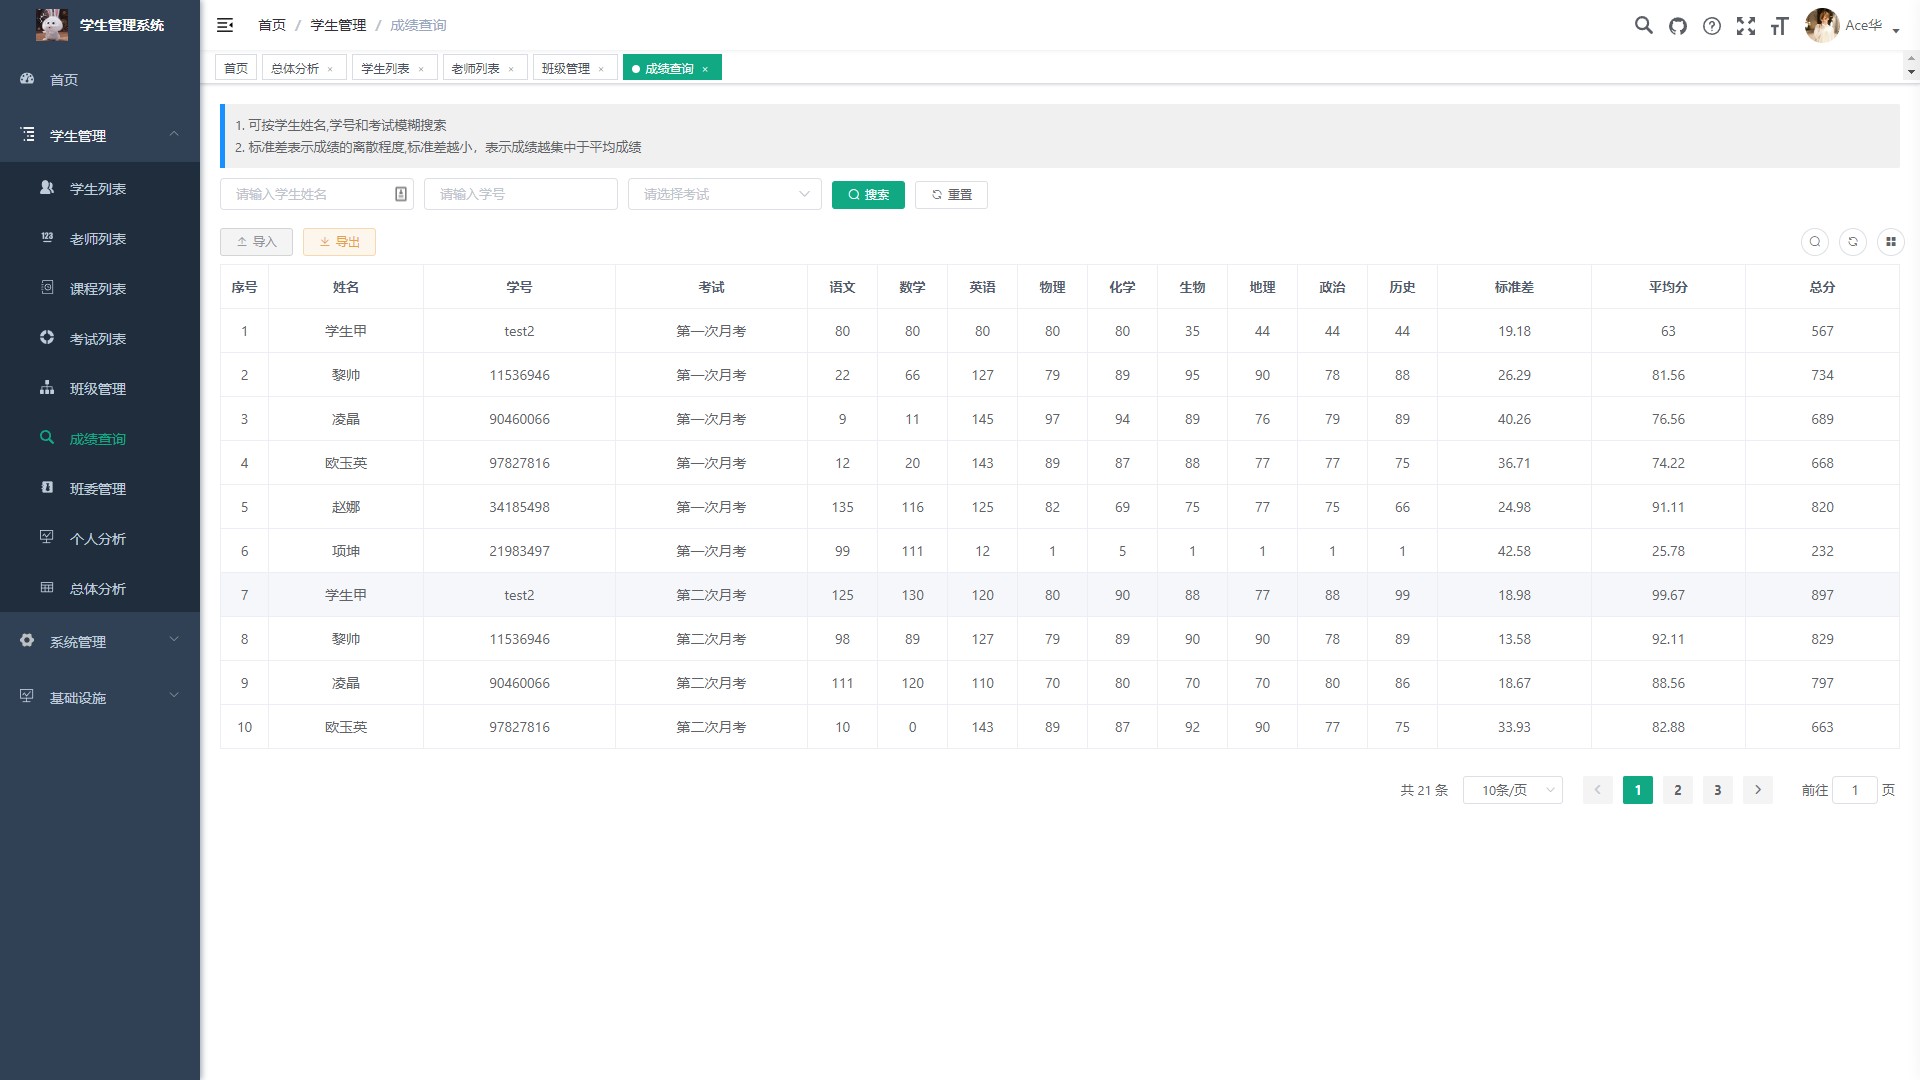 学生管理系统
首页
学生管理
学生列表
老师列表
课程列表
考试列表
班级管理
成绩查询
班委管理
个人分析
总体分析
系统管理
基础设施
首页 / 学生管理 / 成绩查询
Ace华
首页 总体分析 × 学生列表 × 老师列表 × 班级管理 × 成绩查询 ×
1. 可按学生姓名,学号和考试模糊搜索
2. 标准差表示成绩的离散程度,标准差越小，表示成绩越集中于平均成绩
请输入学生姓名 请输入学号 请选择考试 搜索 重置
导入 导出
序号 姓名 学号 考试 语文 数学 英语 物理 化学 生物 地理 政治 历史 标准差 平均分 总分
1 学生甲 test2 第一次月考 80 80 80 80 80 35 44 44 44 19.18 63 567
2 黎帅 11536946 第一次月考 22 66 127 79 89 95 90 78 88 26.29 81.56 734
3 凌晶 90460066 第一次月考 9 11 145 97 94 89 76 79 89 40.26 76.56 689
4 欧玉英 97827816 第一次月考 12 20 143 89 87 88 77 77 75 36.71 74.22 668
5 赵娜 34185498 第一次月考 135 116 125 82 69 75 77 75 66 24.98 91.11 820
6 项坤 21983497 第一次月考 99 111 12 1 5 1 1 1 1 42.58 25.78 232
7 学生甲 test2 第二次月考 125 130 120 80 90 88 77 88 99 18.98 99.67 897
8 黎帅 11536946 第二次月考 98 89 127 79 89 90 90 78 89 13.58 92.11 829
9 凌晶 90460066 第二次月考 111 120 110 70 80 70 70 80 86 18.67 88.56 797
10 欧玉英 97827816 第二次月考 10 0 143 89 87 92 90 77 75 33.93 82.88 663
共 21 条 10条/页 1 2 3 前往 1 页